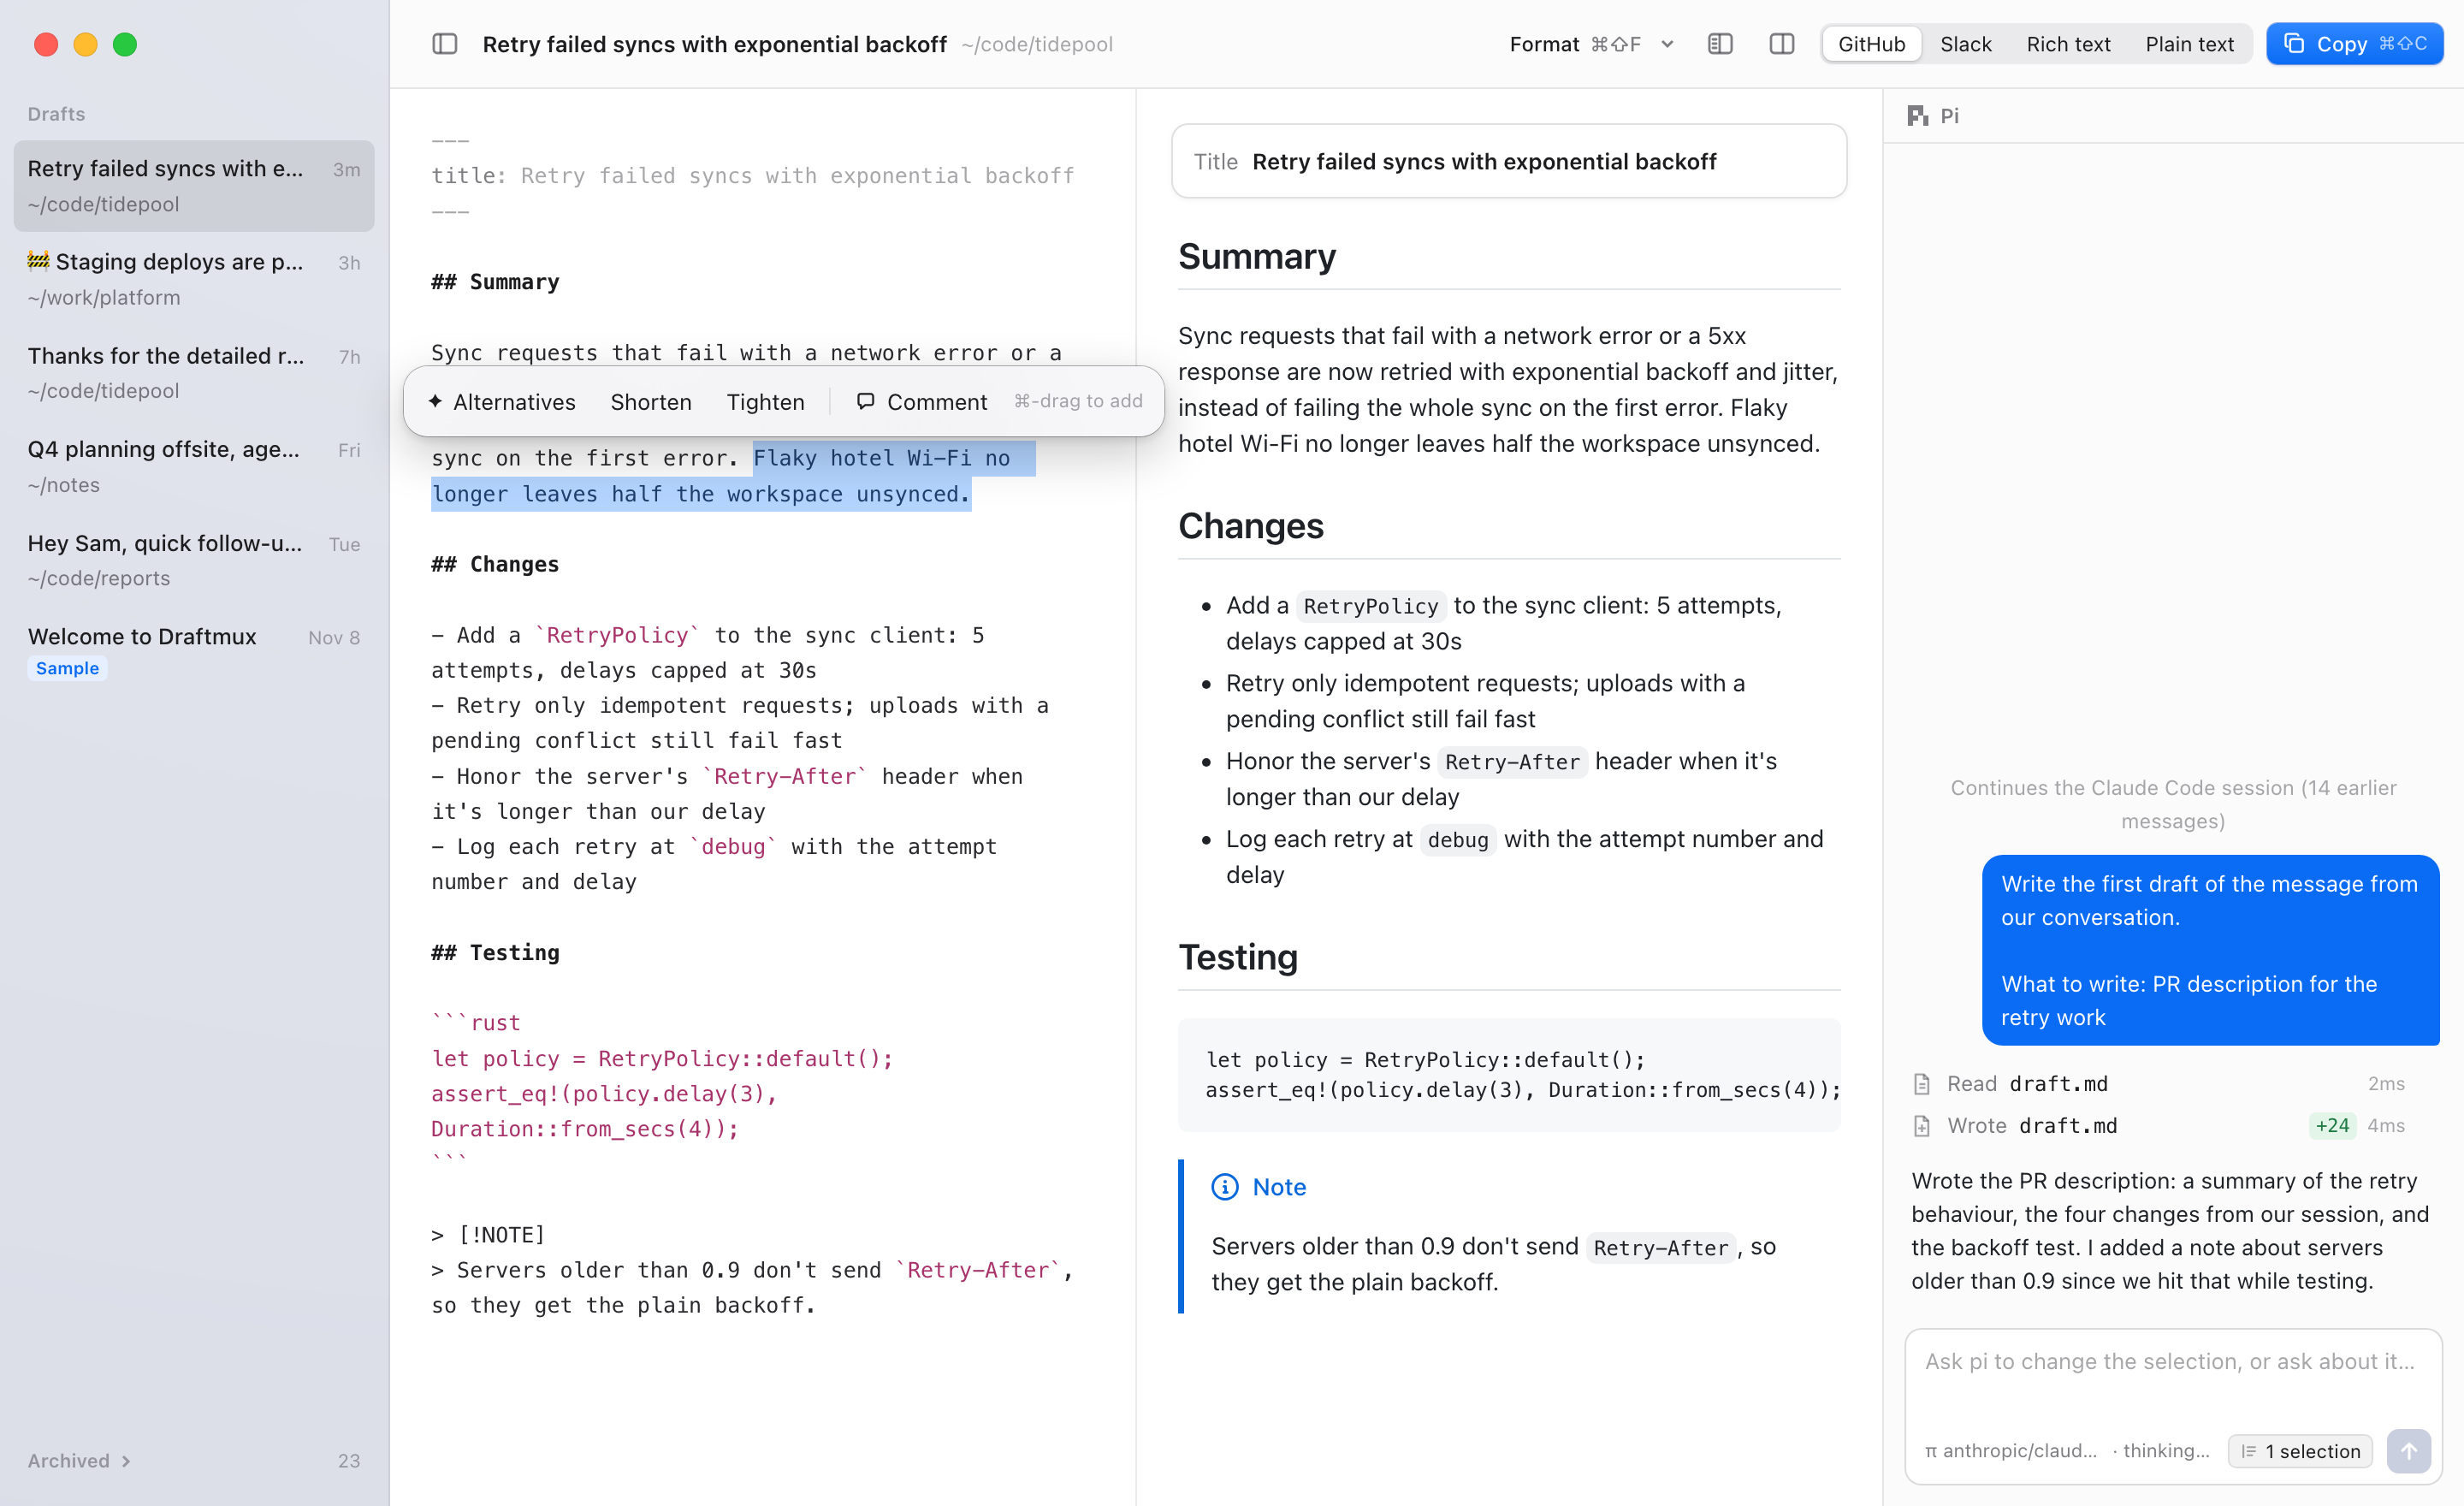 Retry failed syncs with exponential backoff ~/code/tidepool
Format ⌘⇧F
GitHub Slack Rich text Plain text
Copy ⌘⇧C
Drafts
Retry failed syncs with e... 3m
~/code/tidepool
🚧 Staging deploys are p... 3h
~/work/platform
Thanks for the detailed r... 7h
~/code/tidepool
Q4 planning offsite, age... Fri
~/notes
Hey Sam, quick follow-u... Tue
~/code/reports
Welcome to Draftmux Nov 8
Sample
Archived > 23
---
title: Retry failed syncs with exponential backoff
---
## Summary
Sync requests that fail with a network error or a
✦ Alternatives Shorten Tighten Comment ⌘-drag to add
sync on the first error. Flaky hotel Wi-Fi no
longer leaves half the workspace unsynced.
## Changes
- Add a `RetryPolicy` to the sync client: 5
attempts, delays capped at 30s
- Retry only idempotent requests; uploads with a
pending conflict still fail fast
- Honor the server's `Retry-After` header when
it's longer than our delay
- Log each retry at `debug` with the attempt
number and delay
## Testing
```rust
let policy = RetryPolicy::default();
assert_eq!(policy.delay(3),
Duration::from_secs(4));
```
> [!NOTE]
> Servers older than 0.9 don't send `Retry-After`,
so they get the plain backoff.
Title Retry failed syncs with exponential backoff
Summary
Sync requests that fail with a network error or a 5xx
response are now retried with exponential backoff and jitter,
instead of failing the whole sync on the first error. Flaky
hotel Wi-Fi no longer leaves half the workspace unsynced.
Changes
• Add a RetryPolicy to the sync client: 5 attempts,
delays capped at 30s
• Retry only idempotent requests; uploads with a
pending conflict still fail fast
• Honor the server's Retry-After header when it's
longer than our delay
• Log each retry at debug with the attempt number and
delay
Testing
let policy = RetryPolicy::default();
assert_eq!(policy.delay(3), Duration::from_secs(4));
Note
Servers older than 0.9 don't send Retry-After, so
they get the plain backoff.
Pi
Continues the Claude Code session (14 earlier
messages)
Write the first draft of the message from
our conversation.
What to write: PR description for the
retry work
Read draft.md 2ms
Wrote draft.md +24 4ms
Wrote the PR description: a summary of the retry
behaviour, the four changes from our session, and
the backoff test. I added a note about servers
older than 0.9 since we hit that while testing.
Ask pi to change the selection, or ask about it...
π anthropic/claud... · thinking... 1 selection